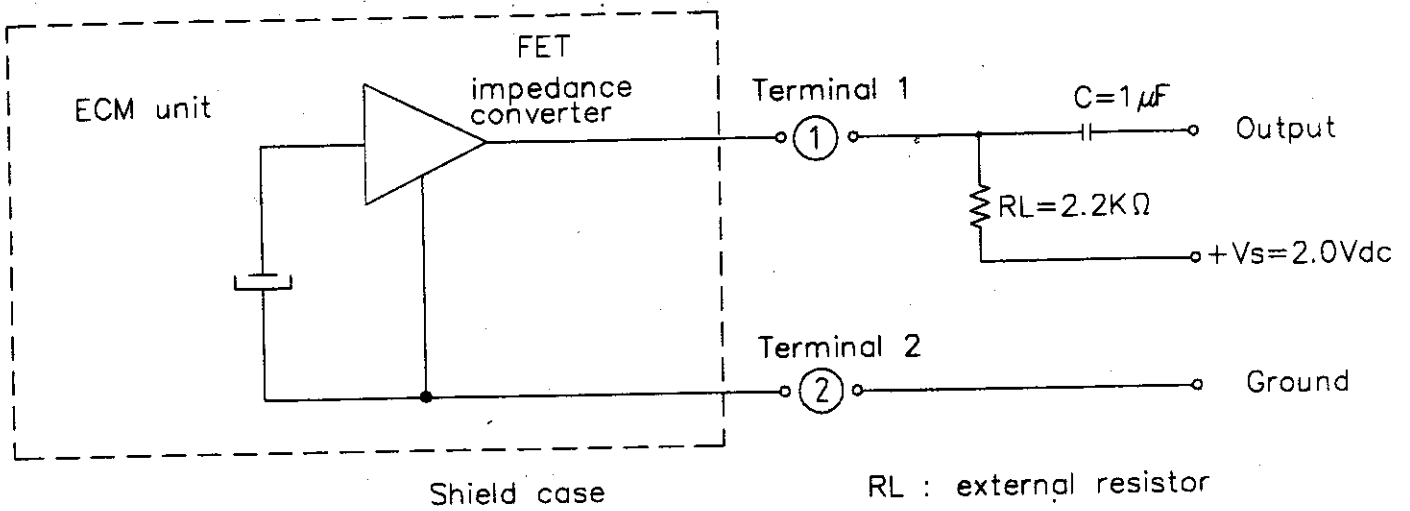 FET
impedance
converter
ECM unit
Terminal 1
1
C=1µF
Output
RL=2.2KΩ
+Vs=2.0Vdc
Terminal 2
2
Ground
Shield case
RL : external resistor